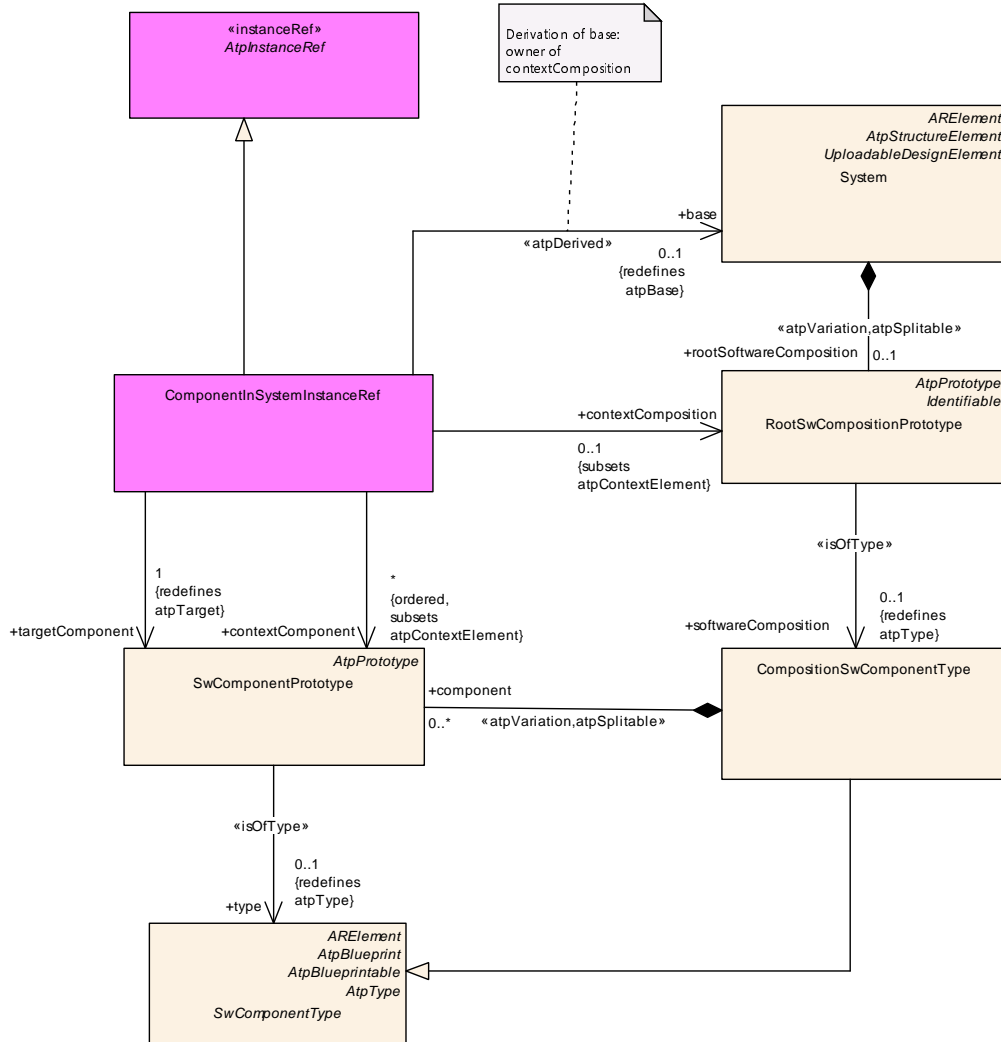 «instanceRef»
AtpInstanceRef
Derivation of base:
owner of
contextComposition
ARElement
AtpStructureElement
UploadableDesignElement
System
+base
«atpDerived»
0..1
{redefines
atpBase}
«atpVariation,atpSplitable»
+rootSoftwareComposition
0..1
ComponentInSystemInstanceRef
AtpPrototype
Identifiable
RootSwCompositionPrototype
+contextComposition
0..1
{subsets
atpContextElement}
«isOfType»
1
{redefines
atpTarget}
+targetComponent
*
{ordered,
subsets
atpContextElement}
+contextComponent
0..1
{redefines
atpType}
+softwareComposition
AtpPrototype
SwComponentPrototype
+component
0..*
«atpVariation,atpSplitable»
CompositionSwComponentType
«isOfType»
0..1
{redefines
atpType}
+type
ARElement
AtpBlueprint
AtpBlueprintable
AtpType
SwComponentType